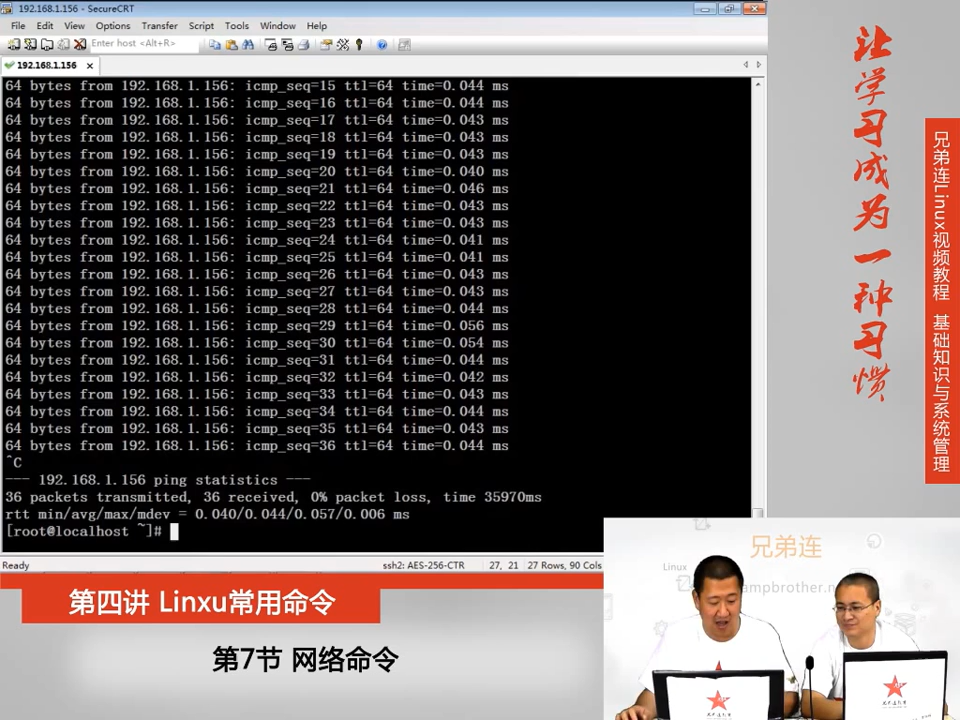 192.168.1.156 - SecureCRT
File Edit View Options Transfer Script Tools Window Help
Enter host <Alt+R>
192.168.1.156
64 bytes from 192.168.1.156: icmp_seq=15 ttl=64 time=0.044 ms
64 bytes from 192.168.1.156: icmp_seq=16 ttl=64 time=0.044 ms
64 bytes from 192.168.1.156: icmp_seq=17 ttl=64 time=0.043 ms
64 bytes from 192.168.1.156: icmp_seq=18 ttl=64 time=0.043 ms
64 bytes from 192.168.1.156: icmp_seq=19 ttl=64 time=0.043 ms
64 bytes from 192.168.1.156: icmp_seq=20 ttl=64 time=0.040 ms
64 bytes from 192.168.1.156: icmp_seq=21 ttl=64 time=0.046 ms
64 bytes from 192.168.1.156: icmp_seq=22 ttl=64 time=0.043 ms
64 bytes from 192.168.1.156: icmp_seq=23 ttl=64 time=0.043 ms
64 bytes from 192.168.1.156: icmp_seq=24 ttl=64 time=0.041 ms
64 bytes from 192.168.1.156: icmp_seq=25 ttl=64 time=0.041 ms
64 bytes from 192.168.1.156: icmp_seq=26 ttl=64 time=0.043 ms
64 bytes from 192.168.1.156: icmp_seq=27 ttl=64 time=0.043 ms
64 bytes from 192.168.1.156: icmp_seq=28 ttl=64 time=0.044 ms
64 bytes from 192.168.1.156: icmp_seq=29 ttl=64 time=0.056 ms
64 bytes from 192.168.1.156: icmp_seq=30 ttl=64 time=0.054 ms
64 bytes from 192.168.1.156: icmp_seq=31 ttl=64 time=0.044 ms
64 bytes from 192.168.1.156: icmp_seq=32 ttl=64 time=0.042 ms
64 bytes from 192.168.1.156: icmp_seq=33 ttl=64 time=0.043 ms
64 bytes from 192.168.1.156: icmp_seq=34 ttl=64 time=0.044 ms
64 bytes from 192.168.1.156: icmp_seq=35 ttl=64 time=0.043 ms
64 bytes from 192.168.1.156: icmp_seq=36 ttl=64 time=0.044 ms
^C
--- 192.168.1.156 ping statistics ---
36 packets transmitted, 36 received, 0% packet loss, time 35970ms
rtt min/avg/max/mdev = 0.040/0.044/0.057/0.006 ms
[root@localhost ~]#
Ready ssh2: AES-256-CTR 27, 21 27 Rows, 90 Cols
让学习成为一种习惯
兄弟连Linux视频教程 基础知识与系统管理
第四讲 Linxu常用命令
第7节 网络命令
兄弟连
Linux
ampbrother.n